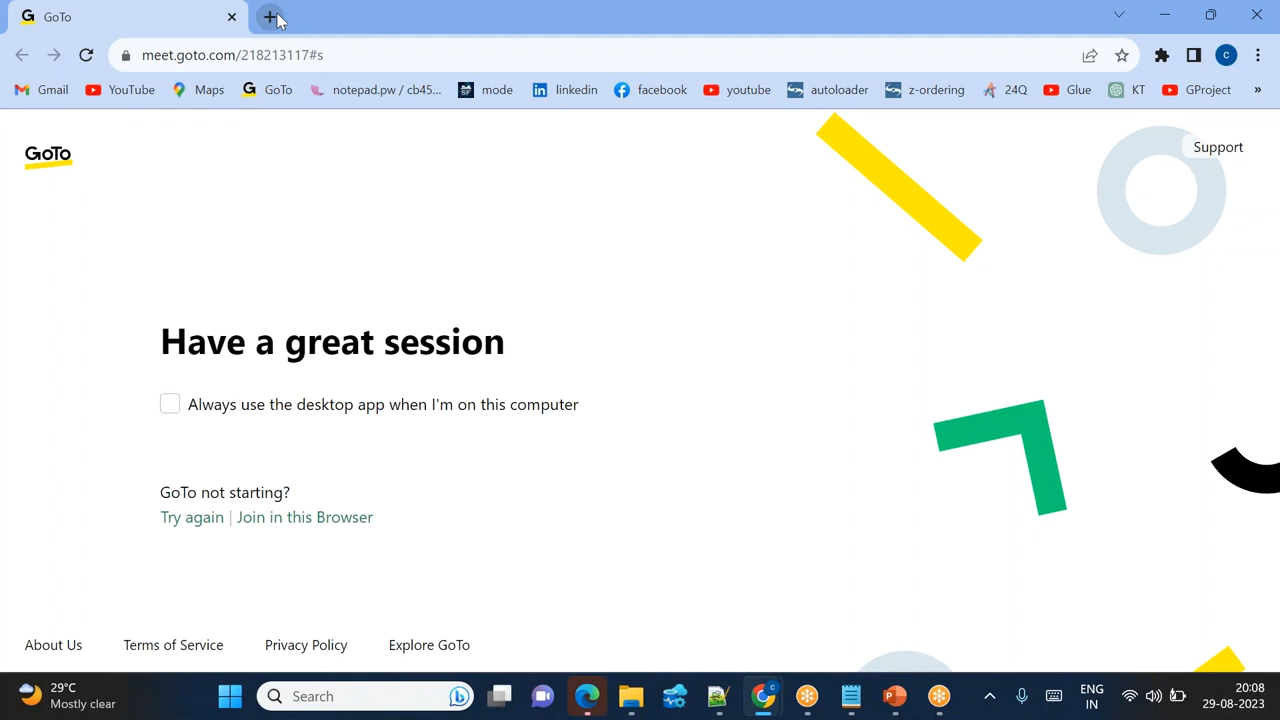 GoTo
meet.goto.com/218213117#s
C
Gmail YouTube Maps GoTo notepad.pw / cb45... SF mode linkedin facebook youtube autoloader z-ordering 24Q Glue KT GProject »
GoTo
Support
Have a great session
Always use the desktop app when I'm on this computer
GoTo not starting?
Try again | Join in this Browser
About Us Terms of Service Privacy Policy Explore GoTo
29°C
Mostly clear
Search
ENG
IN
20:08
29-08-2023